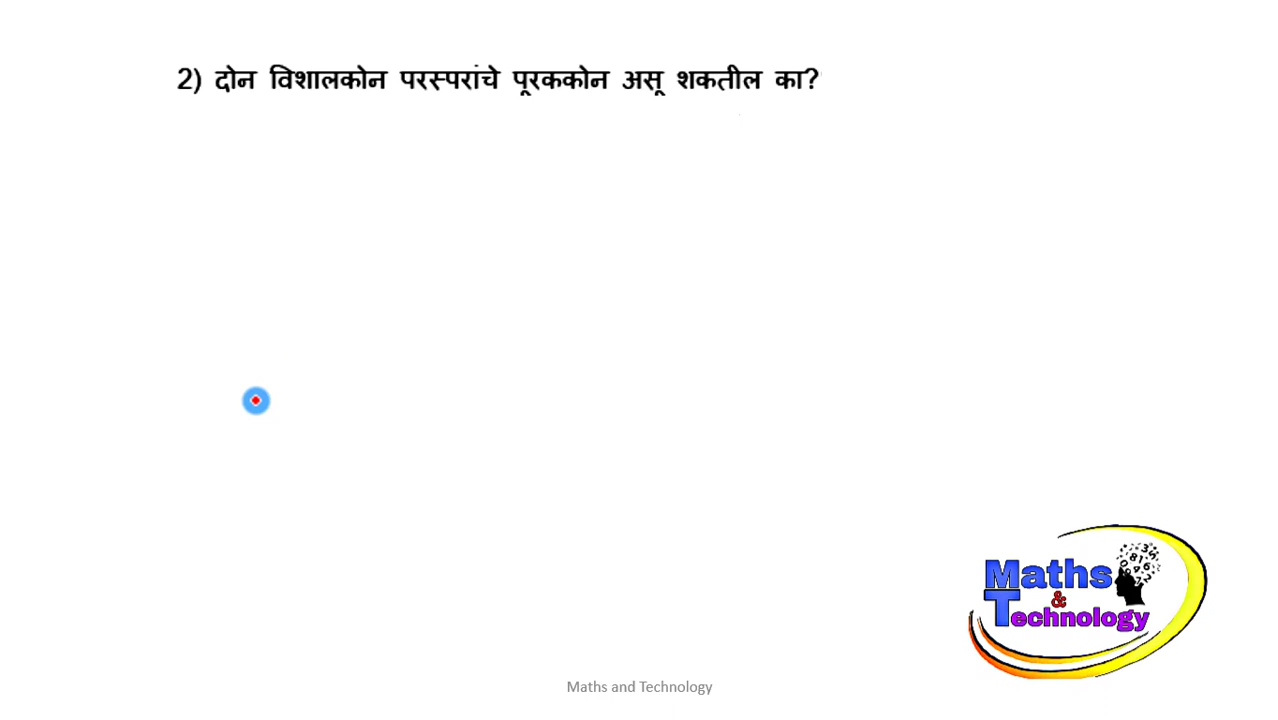 2) दोन विशालकोन परस्परांचे पूरककोन असू शकतील का?
Maths
&
Technology
Maths and Technology